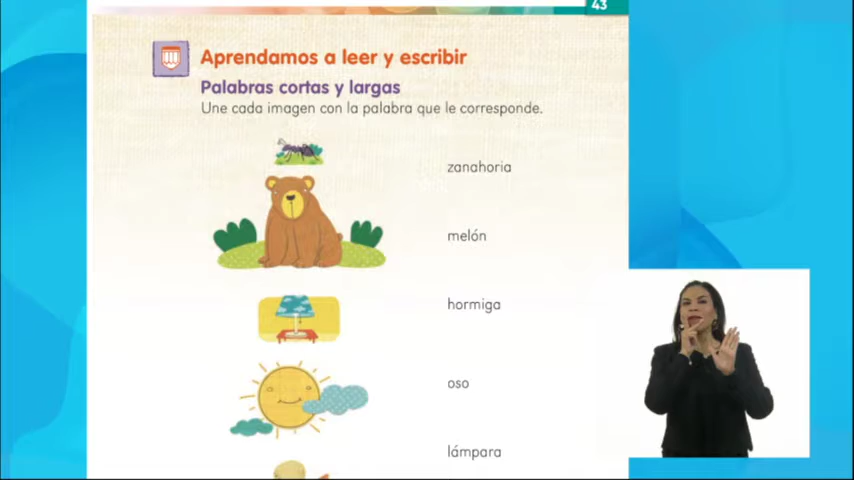 43
Aprendamos a leer y escribir
Palabras cortas y largas
Une cada imagen con la palabra que le corresponde.
zanahoria
melón
hormiga
oso
lámpara